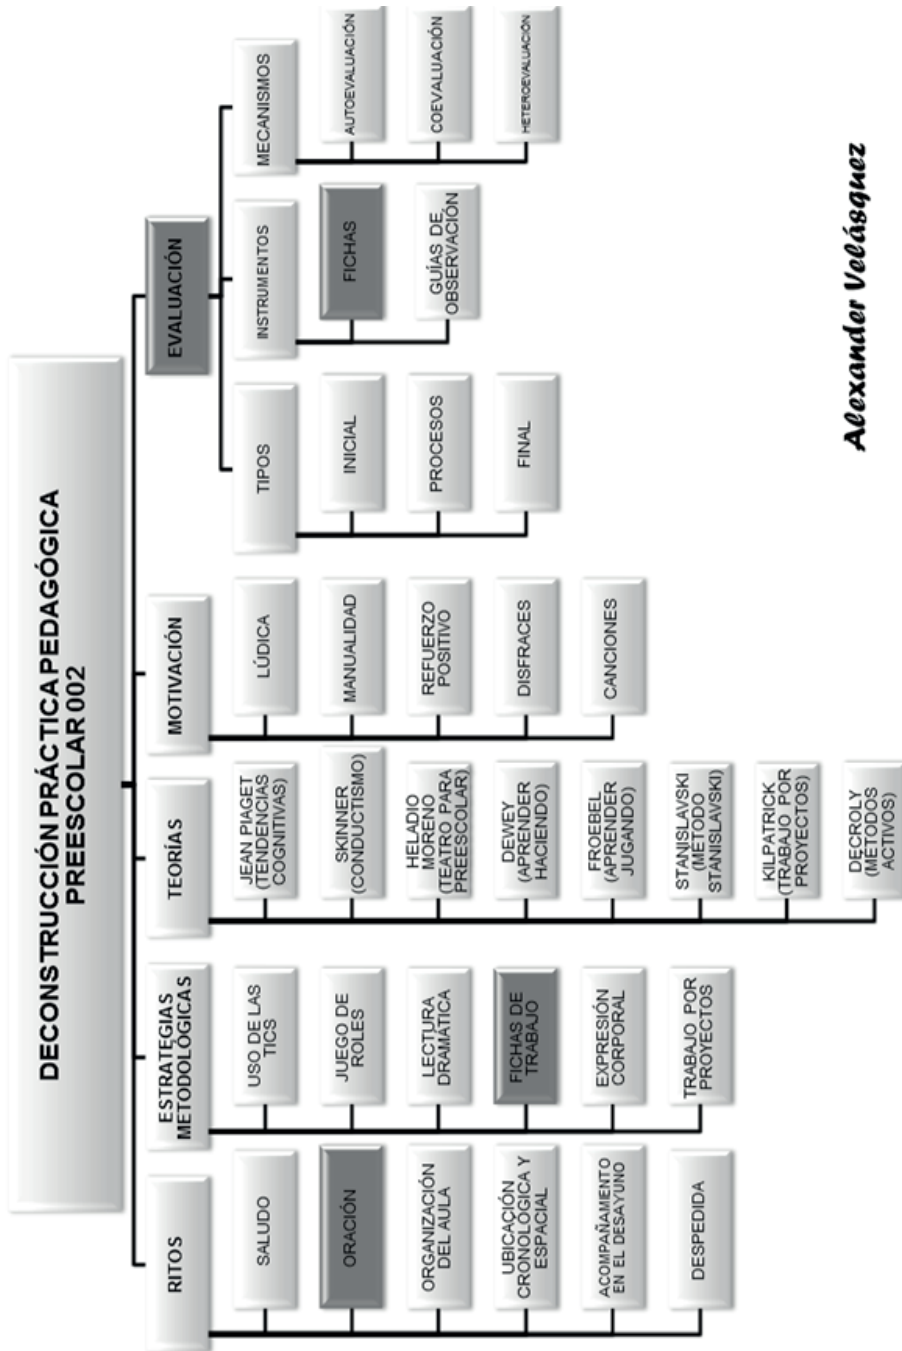 DECONSTRUCCIÓN PRÁCTICA PEDAGÓGICA
PREESCOLAR 002
RITOS
SALUDO
ORACIÓN
ORGANIZACIÓN
DEL AULA
UBICACIÓN
CRONOLÓGICA Y
ESPACIAL
ACOMPAÑAMIENTO
EN EL DESAYUNO
DESPEDIDA
ESTRATEGIAS
METODOLÓGICAS
USO DE LAS
TICS
JUEGO DE
ROLES
LECTURA
DRAMÁTICA
FICHAS DE
TRABAJO
EXPRESIÓN
CORPORAL
TRABAJO POR
PROYECTOS
TEORÍAS
JEAN PIAGET
(TENDENCIAS
COGNITIVAS)
SKINNER
(CONDUCTISMO)
HELADIO
MORENO
(TEATRO PARA
PREESCOLAR)
DEWEY
(APRENDER
HACIENDO)
FROEBEL
(APRENDER
JUGANDO)
STANISLAVSKI
(METODO
STANISLAVSKI)
KILPATRICK
(TRABAJO POR
PROYECTOS)
DECROLY
(METODOS
ACTIVOS)
MOTIVACIÓN
LÚDICA
MANUALIDAD
REFUERZO
POSITIVO
DISFRACES
CANCIONES
EVALUACIÓN
TIPOS
INICIAL
PROCESOS
FINAL
INSTRUMENTOS
FICHAS
GUÍAS DE
OBSERVACIÓN
MECANISMOS
AUTOEVALUACIÓN
COEVALUACIÓN
HETEROEVALUACIÓN
Alexander Velásquez